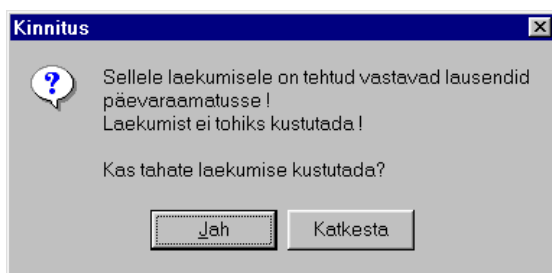 Kinnitus
Sellele laekumisele on tehtud vastavad lausendid
päevaraamatusse !
Laekumist ei tohiks kustutada !
Kas tahate laekumise kustutada?
Jah Katkesta